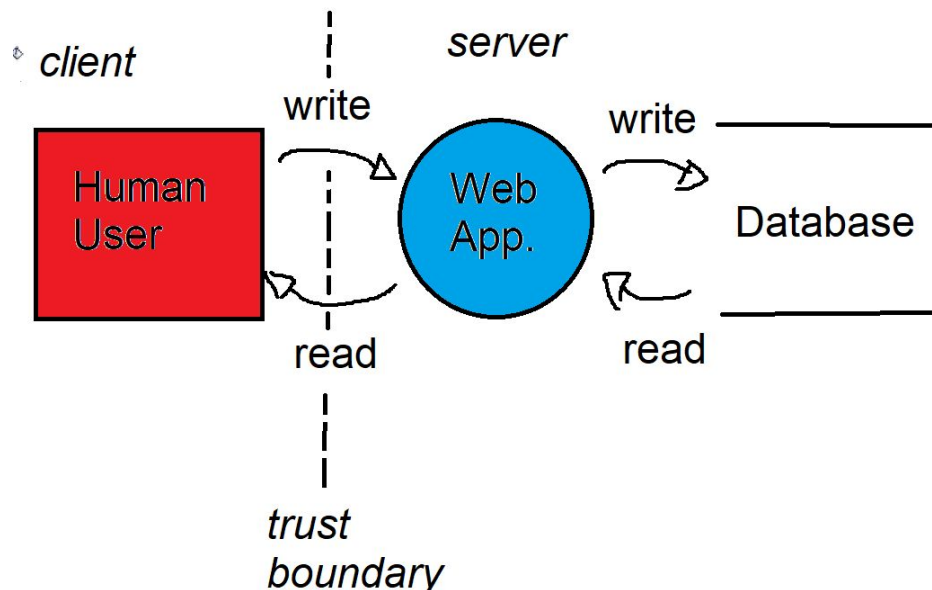 client
server
write
write
Human
User
Web
App.
Database
read
read
trust
boundary